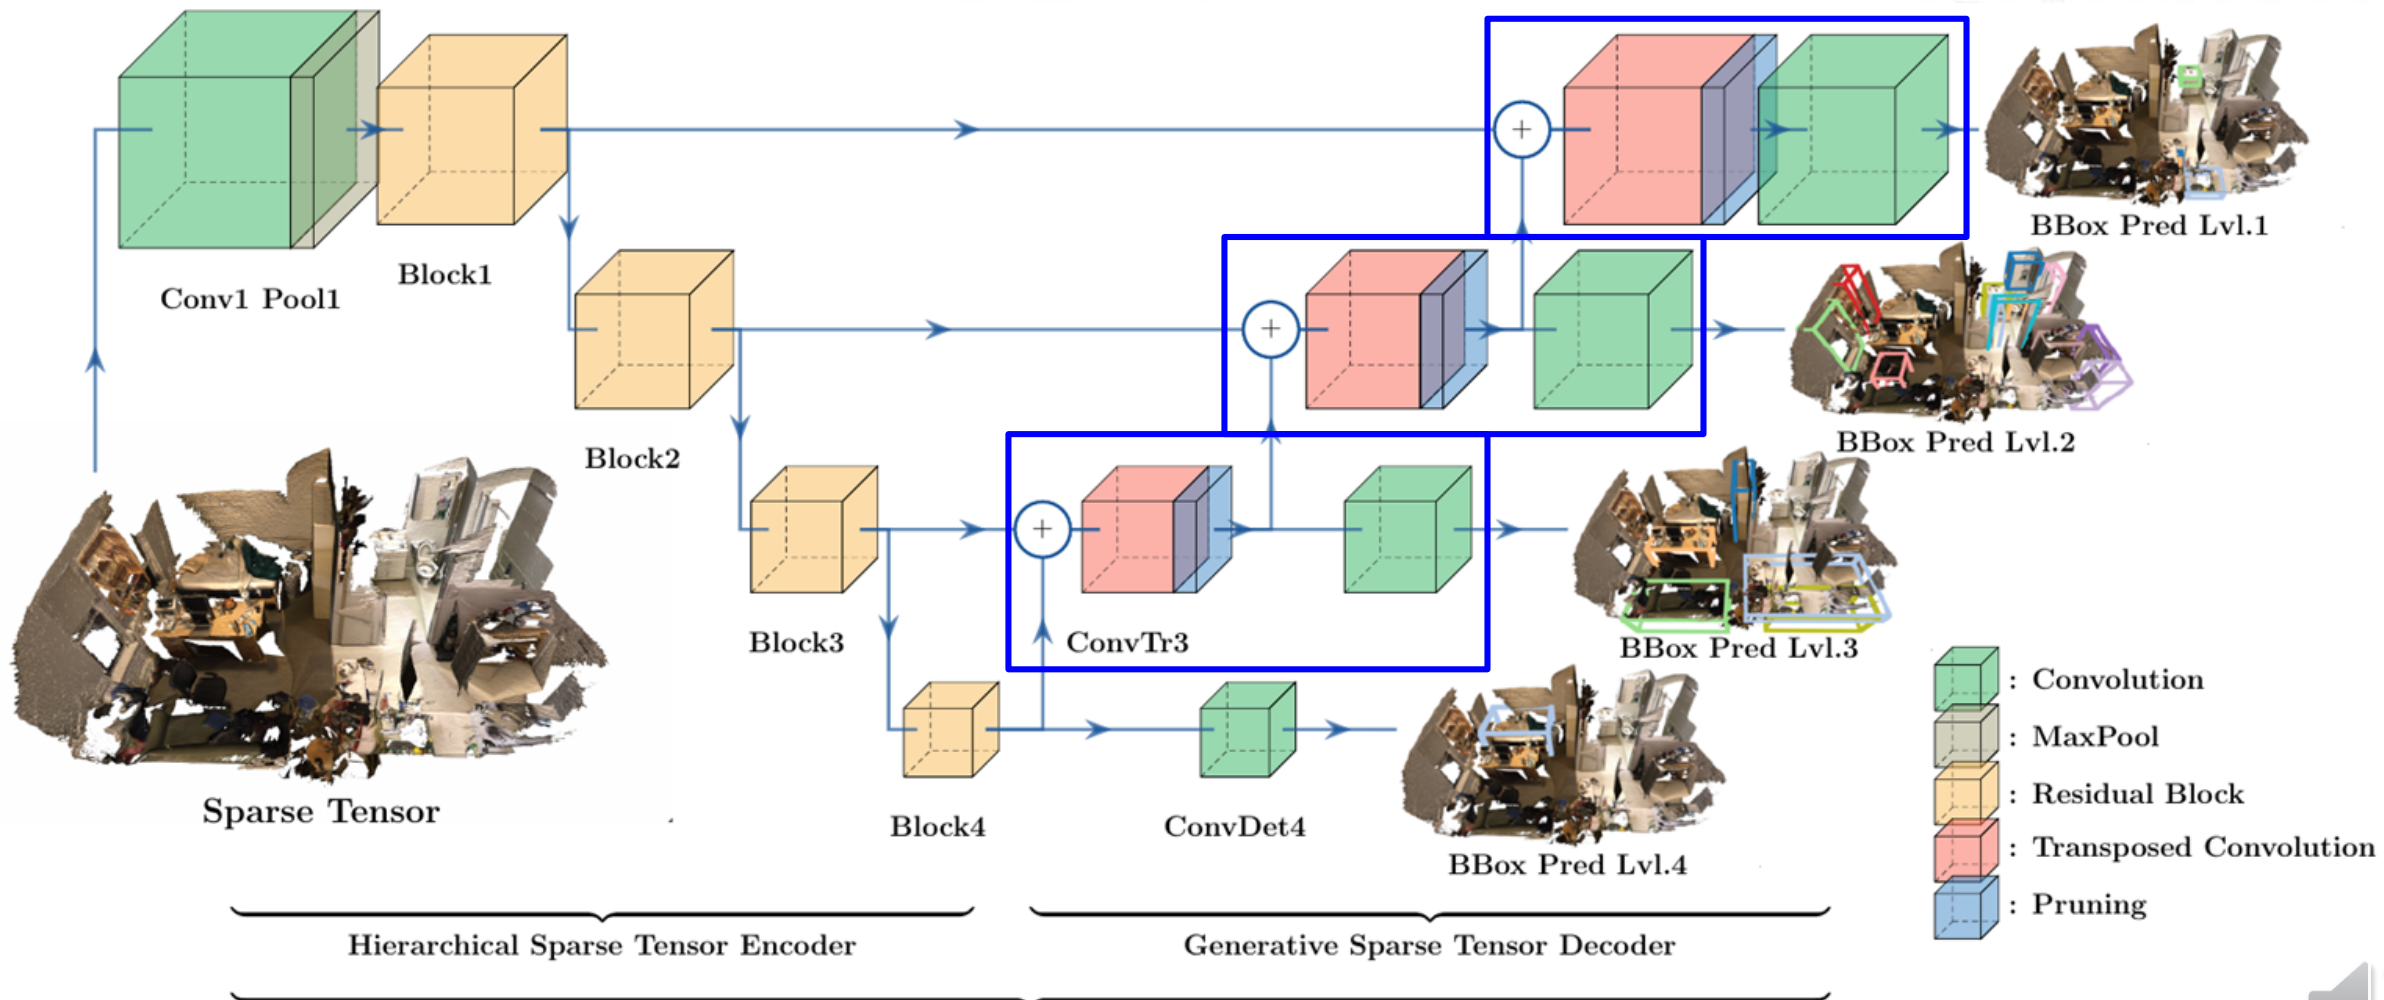 Conv1 Pool1
Block1
BBox Pred Lvl.1
Block2
BBox Pred Lvl.2
Block3
ConvTr3
BBox Pred Lvl.3
Sparse Tensor
Block4
ConvDet4
BBox Pred Lvl.4
: Convolution
: MaxPool
: Residual Block
: Transposed Convolution
: Pruning
Hierarchical Sparse Tensor Encoder
Generative Sparse Tensor Decoder